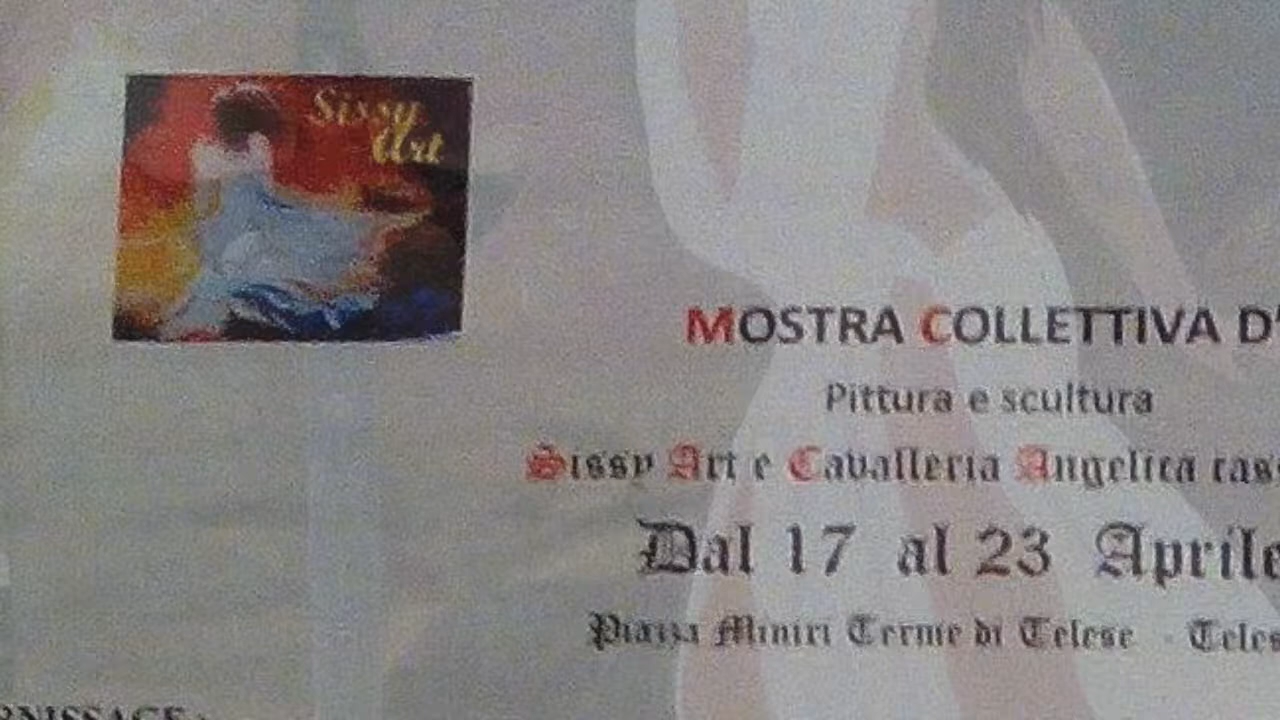 Sissy
Art
MOSTRA COLLETTIVA D
Pittura e scultura
Sissy Art e Cavalleria Angelica
Dal 17 al 23 Aprile
Piazza Minieri Terme di Telese -